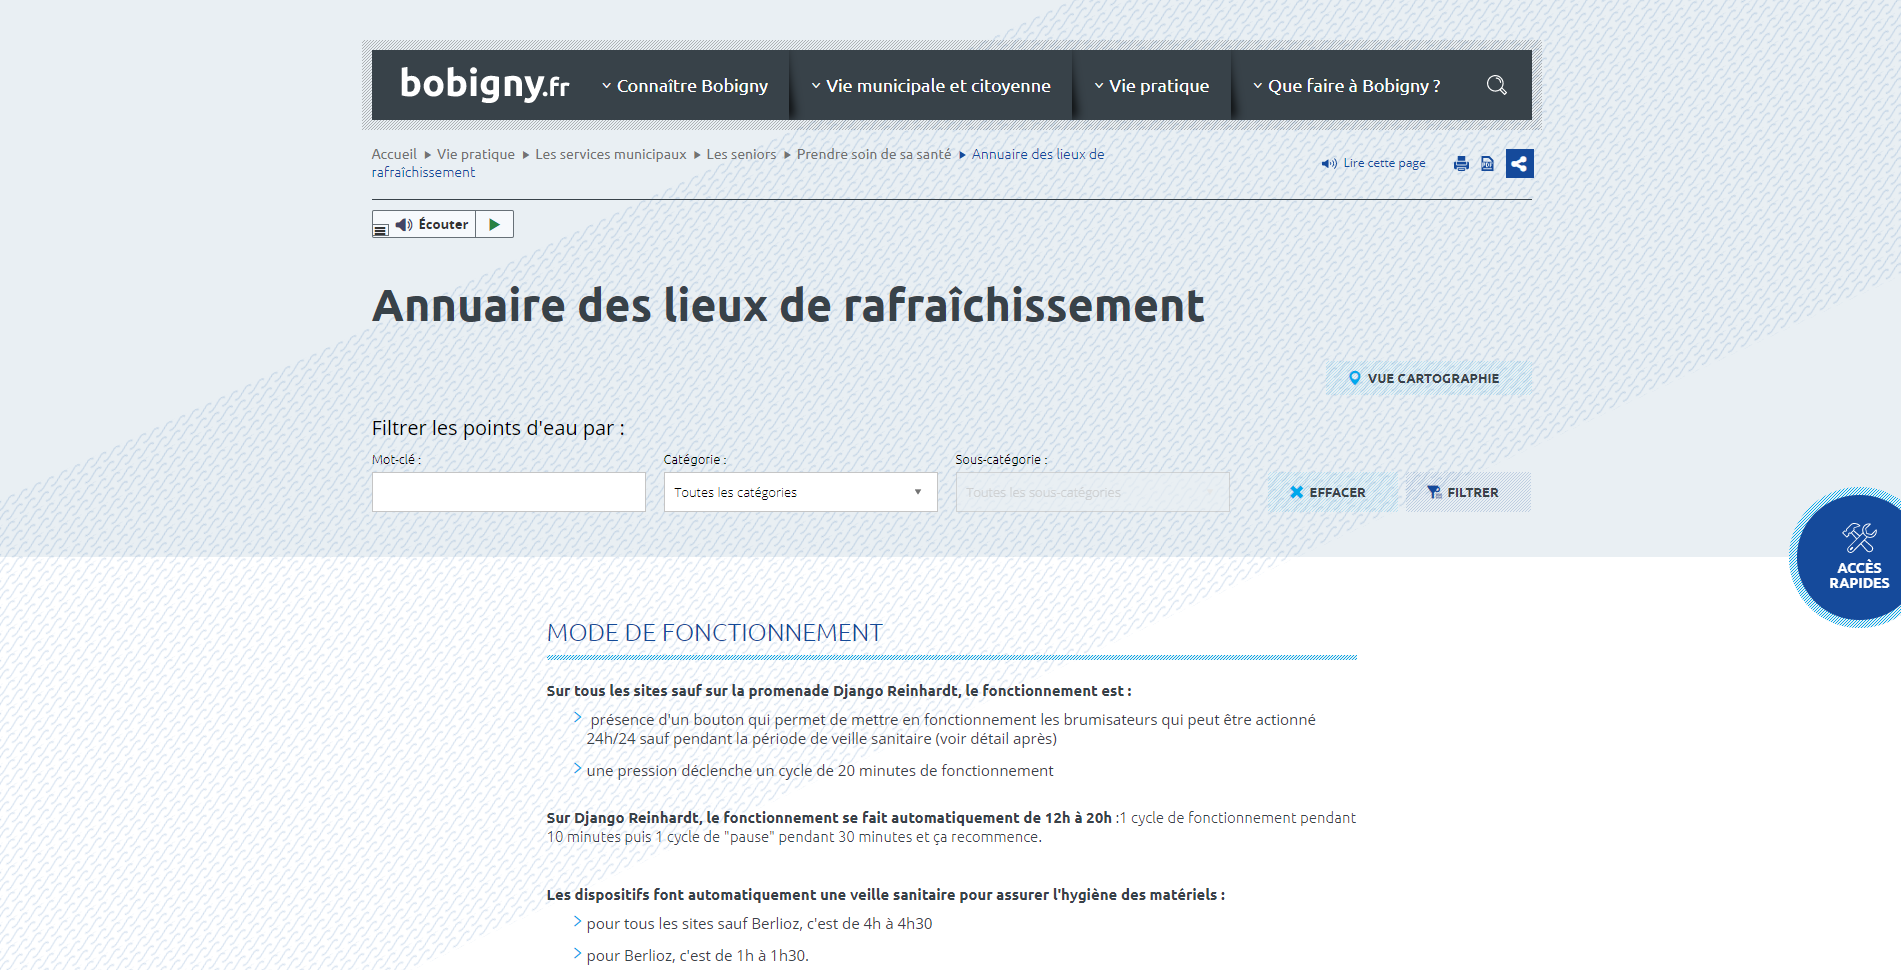 bobigny.fr
Connaître Bobigny
Vie municipale et citoyenne
Vie pratique
Que faire à Bobigny ?
Accueil Vie pratique Les services municipaux Les seniors Prendre soin de sa santé Annuaire des lieux de
rafraîchissement
Lire cette page
PDF
Écouter
Annuaire des lieux de rafraîchissement
VUE CARTOGRAPHIE
Filtrer les points d'eau par :
Mot-clé :
Catégorie :
Sous-catégorie :
Toutes les catégories
Toutes les sous-catégories
EFFACER
FILTRER
ACCÈS
RAPIDES
MODE DE FONCTIONNEMENT
Sur tous les sites sauf sur la promenade Django Reinhardt, le fonctionnement est :
présence d'un bouton qui permet de mettre en fonctionnement les brumisateurs qui peut être actionné
24h/24 sauf pendant la période de veille sanitaire (voir détail après)
une pression déclenche un cycle de 20 minutes de fonctionnement
Sur Django Reinhardt, le fonctionnement se fait automatiquement de 12h à 20h :1 cycle de fonctionnement pendant
10 minutes puis 1 cycle de "pause" pendant 30 minutes et ça recommence.
Les dispositifs font automatiquement une veille sanitaire pour assurer l'hygiène des matériels :
pour tous les sites sauf Berlioz, c'est de 4h à 4h30
pour Berlioz, c'est de 1h à 1h30.